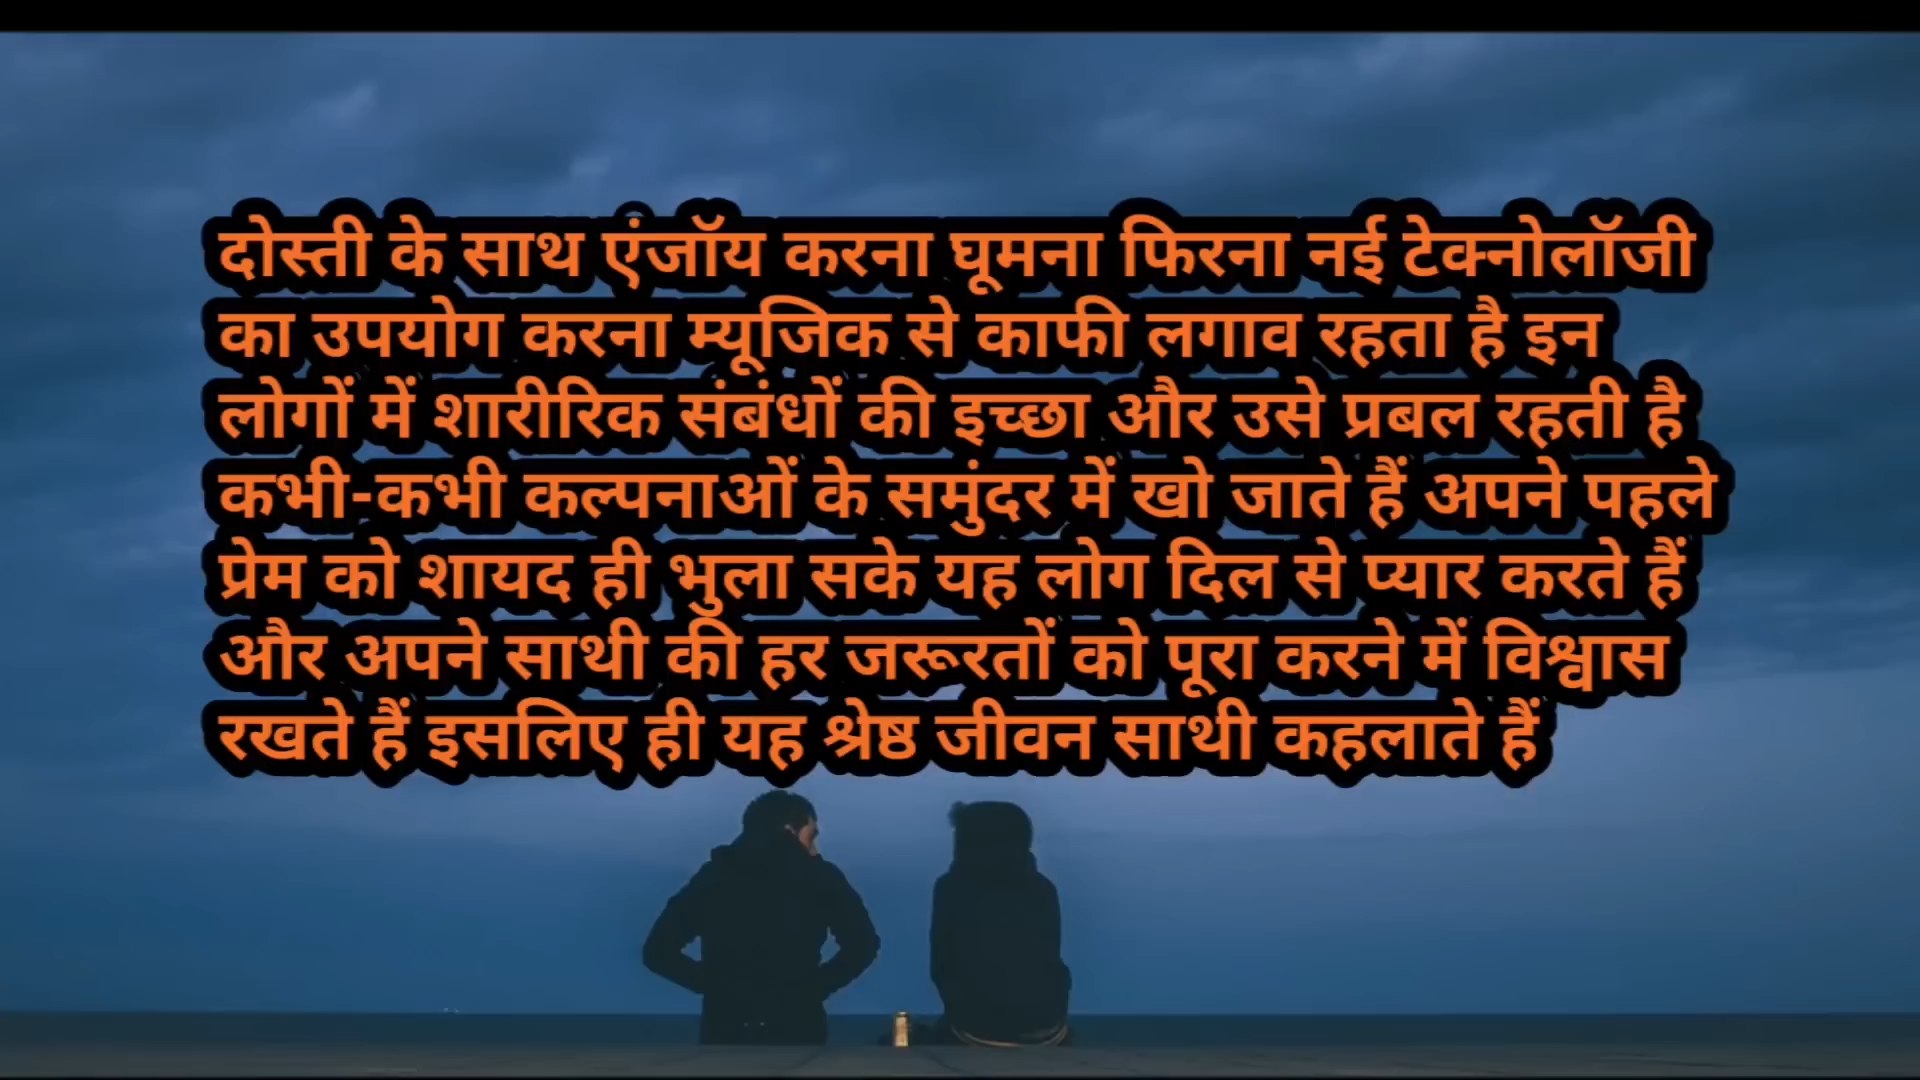 दोस्ती के साथ एंजॉय करना घूमना फिरना नई टेक्नोलॉजी
का उपयोग करना म्यूजिक से काफी लगाव रहता है इन
लोगों में शारीरिक संबंधों की इच्छा और उसे प्रबल रहती है
कभी-कभी कल्पनाओं के समुंदर में खो जाते हैं अपने पहले
प्रेम को शायद ही भुला सके यह लोग दिल से प्यार करते हैं
और अपने साथी की हर जरूरतों को पूरा करने में विश्वास
रखते हैं इसलिए ही यह श्रेष्ठ जीवन साथी कहलाते हैं